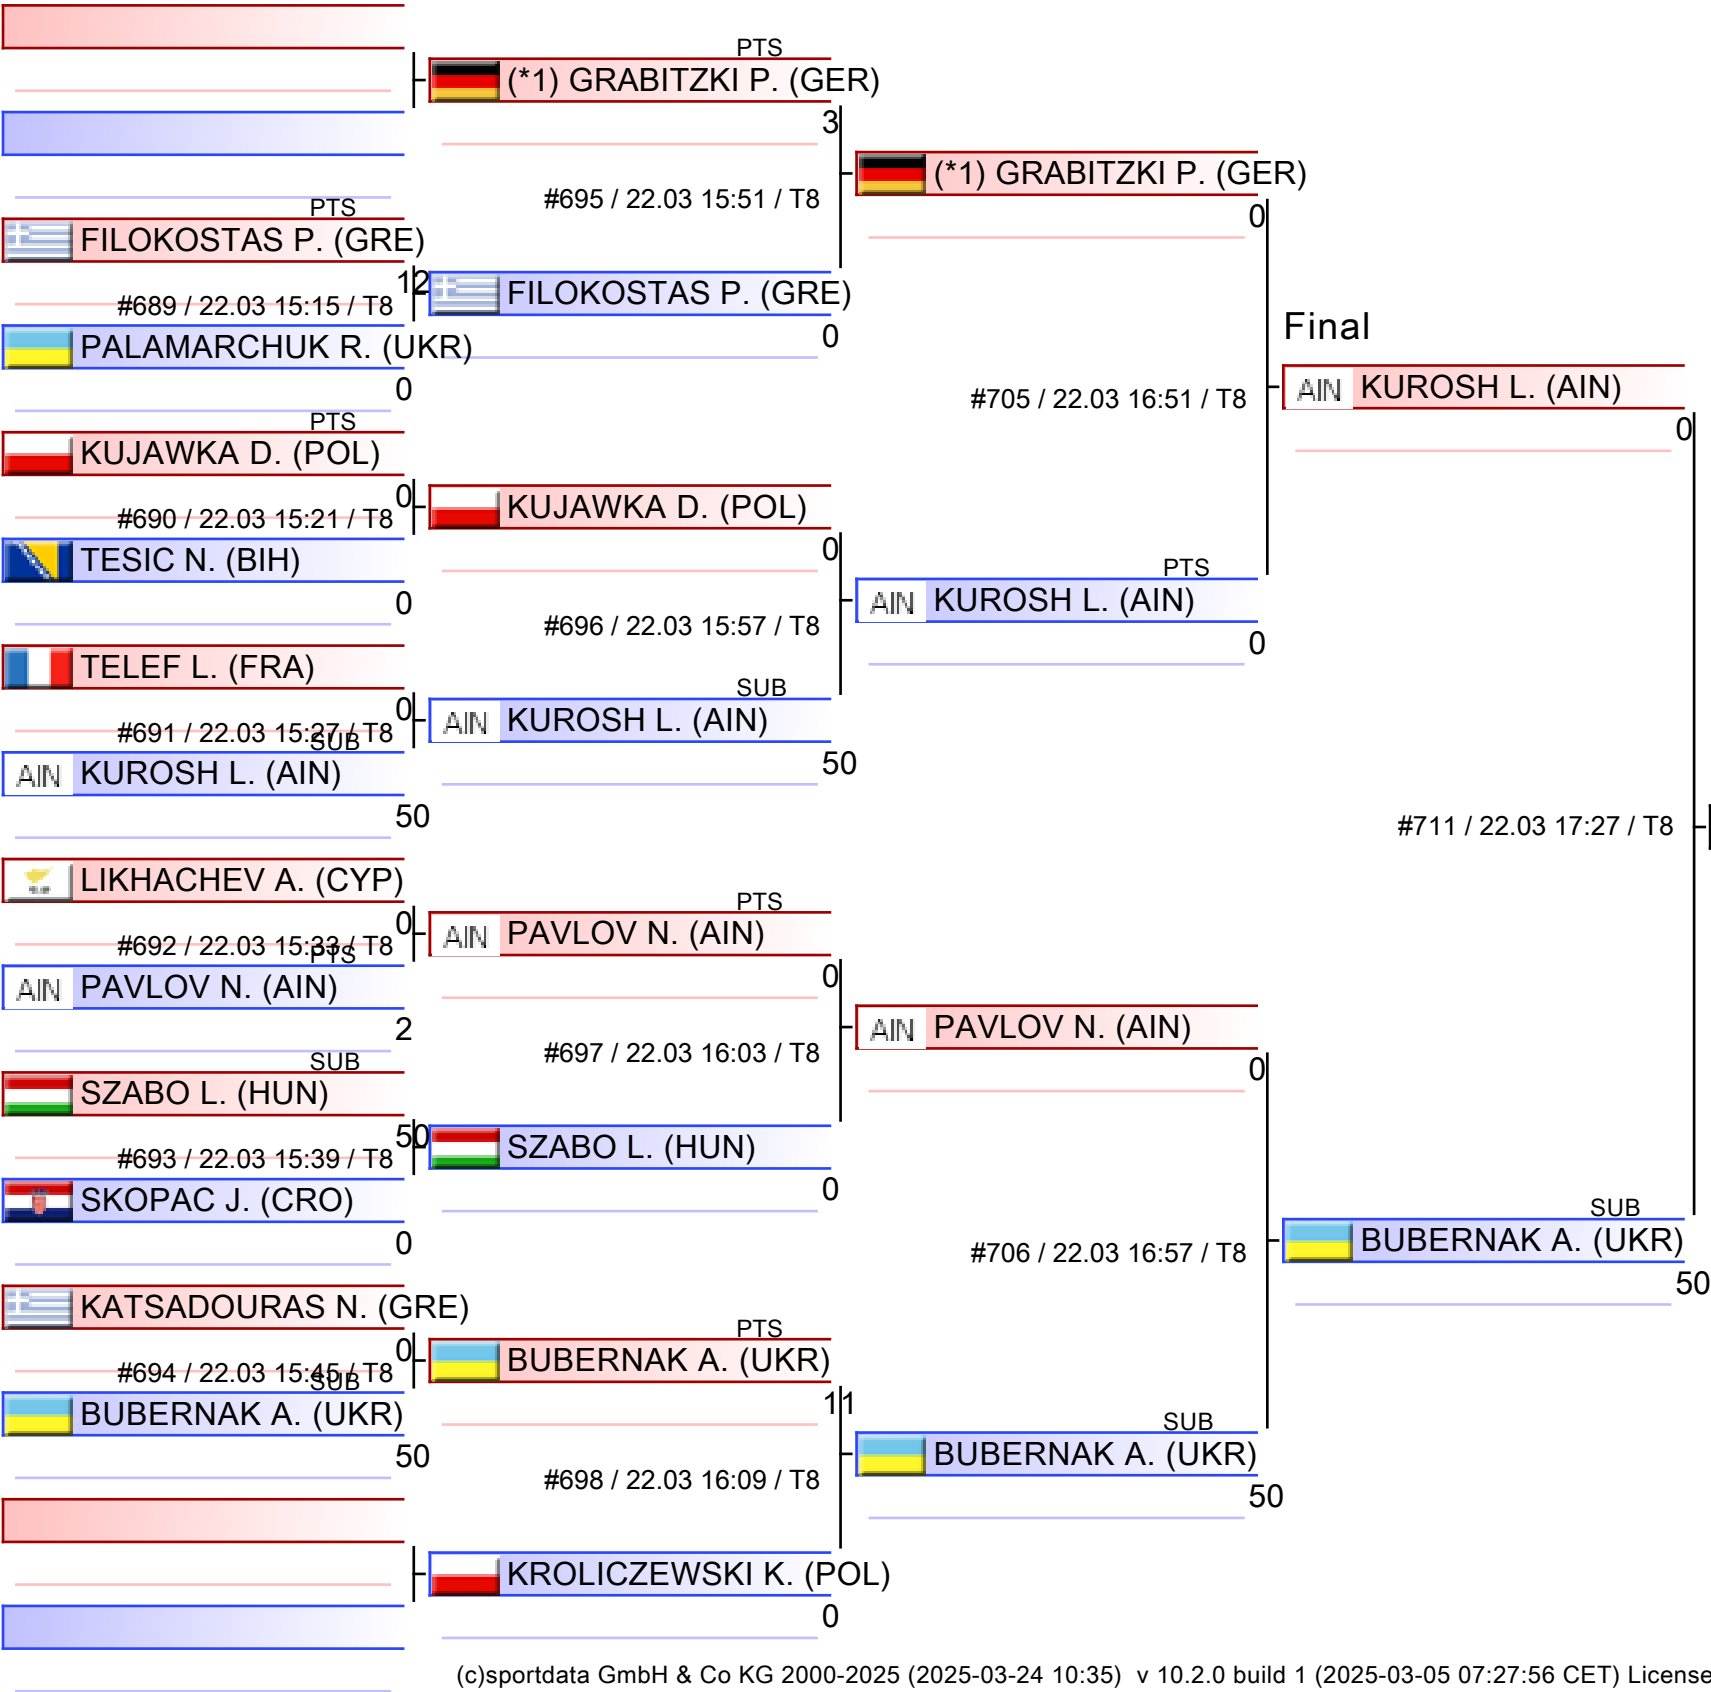 PTS
(*1) GRABITZKI P. (GER)
3
#695 / 22.03 15:51 / T8
PTS
FILOKOSTAS P. (GRE)
12
#689 / 22.03 15:15 / T8
PALAMARCHUK R. (UKR)
0
FILOKOSTAS P. (GRE)
0
(*1) GRABITZKI P. (GER)
0
#705 / 22.03 16:51 / T8
PTS
KUJAWKA D. (POL)
0
#690 / 22.03 15:21 / T8
TESIC N. (BIH)
0
KUJAWKA D. (POL)
0
#696 / 22.03 15:57 / T8
TELEF L. (FRA)
0
#691 / 22.03 15:27 / T8
SUB
AIN KUROSH L. (AIN)
50
SUB
AIN KUROSH L. (AIN)
50
PTS
AIN KUROSH L. (AIN)
0
Final
AIN KUROSH L. (AIN)
0
#711 / 22.03 17:27 / T8
LIKHACHEV A. (CYP)
0
#692 / 22.03 15:33 / T8
PTS
AIN PAVLOV N. (AIN)
2
PTS
AIN PAVLOV N. (AIN)
0
#697 / 22.03 16:03 / T8
SUB
SZABO L. (HUN)
50
#693 / 22.03 15:39 / T8
SKOPAC J. (CRO)
0
SZABO L. (HUN)
0
AIN PAVLOV N. (AIN)
0
#706 / 22.03 16:57 / T8
KATSADOURAS N. (GRE)
0
#694 / 22.03 15:45 / T8
SUB
BUBERNAK A. (UKR)
50
PTS
BUBERNAK A. (UKR)
11
#698 / 22.03 16:09 / T8
KROLICZEWSKI K. (POL)
0
SUB
BUBERNAK A. (UKR)
50
SUB
BUBERNAK A. (UKR)
50
(c)sportdata GmbH & Co KG 2000-2025 (2025-03-24 10:35) v 10.2.0 build 1 (2025-03-05 07:27:56 CET) License